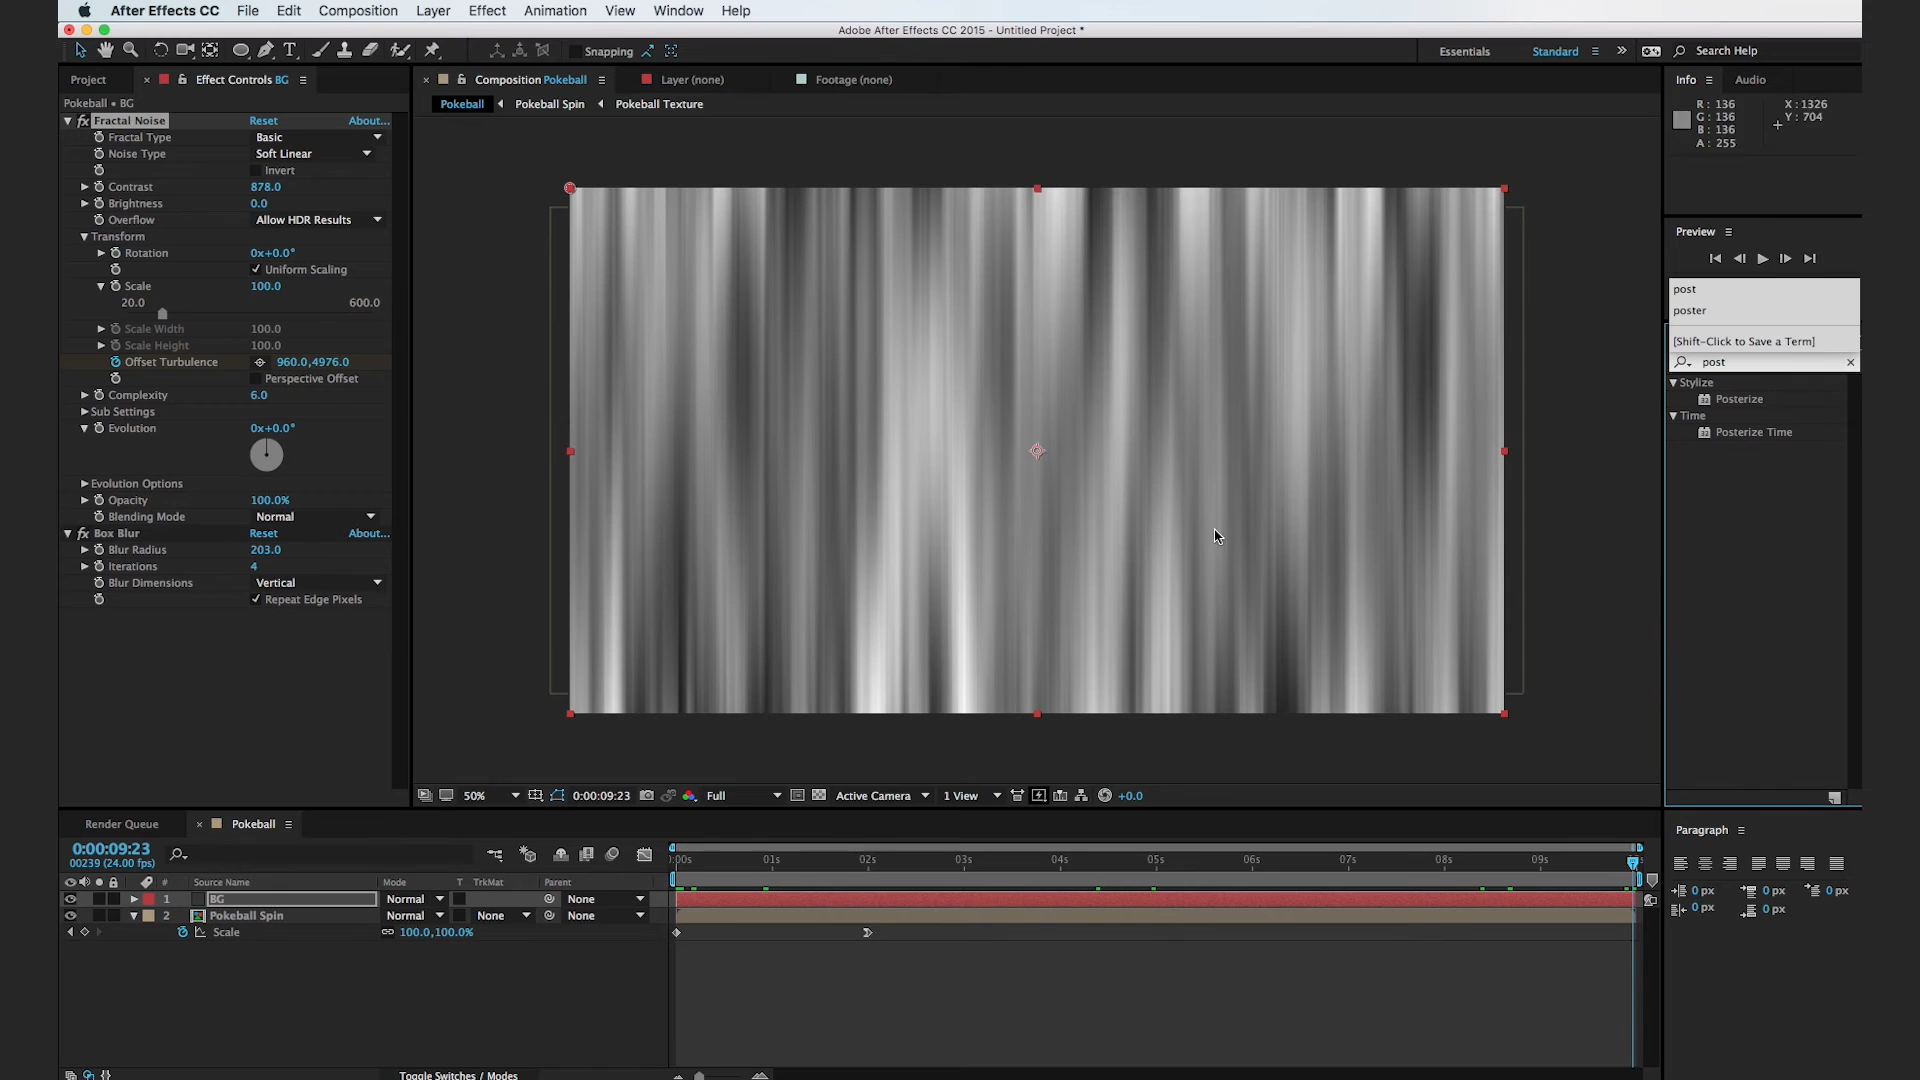 After Effects CC File Edit Composition Layer Effect Animation View Window Help
Adobe After Effects CC 2015 - Untitled Project *
Snapping Essentials Standard Search Help
Project Effect Controls BG
Pokeball • BG
Fractal Noise Reset About...
Fractal Type Basic
Noise Type Soft Linear
Invert
Contrast 878.0
Brightness 0.0
Overflow Allow HDR Results
Transform
Rotation 0x+0.0°
Uniform Scaling
Scale 100.0
20.0 600.0
Scale Width 100.0
Scale Height 100.0
Offset Turbulence 960.0,4976.0
Perspective Offset
Complexity 6.0
Sub Settings
Evolution 0x+0.0°
Evolution Options
Opacity 100.0%
Blending Mode Normal
Box Blur Reset About...
Blur Radius 203.0
Iterations 4
Blur Dimensions Vertical
Repeat Edge Pixels
Composition Pokeball Layer (none) Footage (none)
Pokeball Pokeball Spin Pokeball Texture
50% 0:00:09:23 Full Active Camera 1 View +0.0
Info Audio
R: 136 X: 1326
G: 136 Y: 704
B: 136
A: 255
Preview
post
poster
[Shift-Click to Save a Term]
post
Stylize
Posterize
Time
Posterize Time
Render Queue Pokeball
0:00:09:23
00239 (24.00 fps)
:00s 01s 02s 03s 04s 05s 06s 07s 08s 09s
# Source Name Mode T TrkMat Parent
1 BG Normal None
2 Pokeball Spin Normal None None
Scale 100.0,100.0%
Toggle Switches / Modes
Paragraph
0 px 0 px 0 px
0 px 0 px